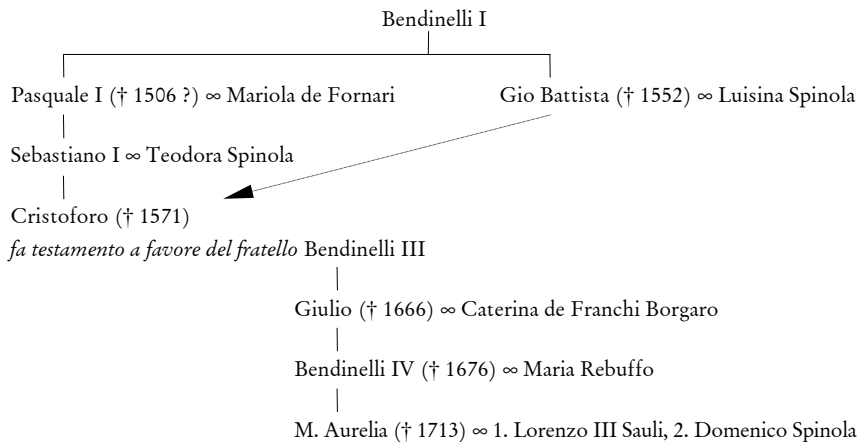 Bendinelli I
Pasquale I († 1506 ?) ∞ Mariola de Fornari
Gio Battista († 1552) ∞ Luisina Spinola
Sebastiano I ∞ Teodora Spinola
Cristoforo († 1571)
fa testamento a favore del fratello Bendinelli III
Giulio († 1666) ∞ Caterina de Franchi Borgaro
Bendinelli IV († 1676) ∞ Maria Rebuffo
M. Aurelia († 1713) ∞ 1. Lorenzo III Sauli, 2. Domenico Spinola